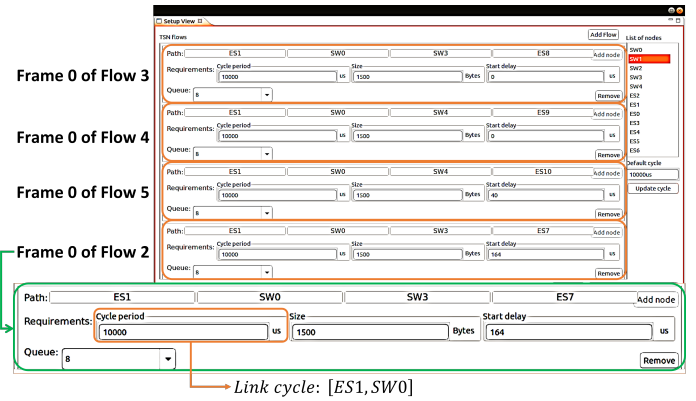 Setup View
TSN flows
Add Flow
List of nodes
Frame 0 of Flow 3
Path: ES1 SW0 SW3 ES8 Add node
Requirements: Cycle period 10000 us Size 1500 Bytes Start delay 0 us
Queue: 8 Remove
Frame 0 of Flow 4
Path: ES1 SW0 SW4 ES9 Add node
Requirements: Cycle period 10000 us Size 1500 Bytes Start delay 0 us
Queue: 8 Remove
Frame 0 of Flow 5
Path: ES1 SW0 SW4 ES10 Add node
Requirements: Cycle period 10000 us Size 1500 Bytes Start delay 40 us
Queue: 8 Remove
Frame 0 of Flow 2
Path: ES1 SW0 SW3 ES7 Add node
Requirements: Cycle period 10000 us Size 1500 Bytes Start delay 164 us
Queue: 8 Remove
SW0
SW1
SW2
SW3
SW4
ES2
ES1
ES0
ES3
ES4
ES5
ES6
Default cycle
10000us
Update cycle
Path: ES1 SW0 SW3 ES7 Add node
Requirements: Cycle period 10000 us Size 1500 Bytes Start delay 164 us
Queue: 8 Remove
Link cycle: [ES1, SW0]